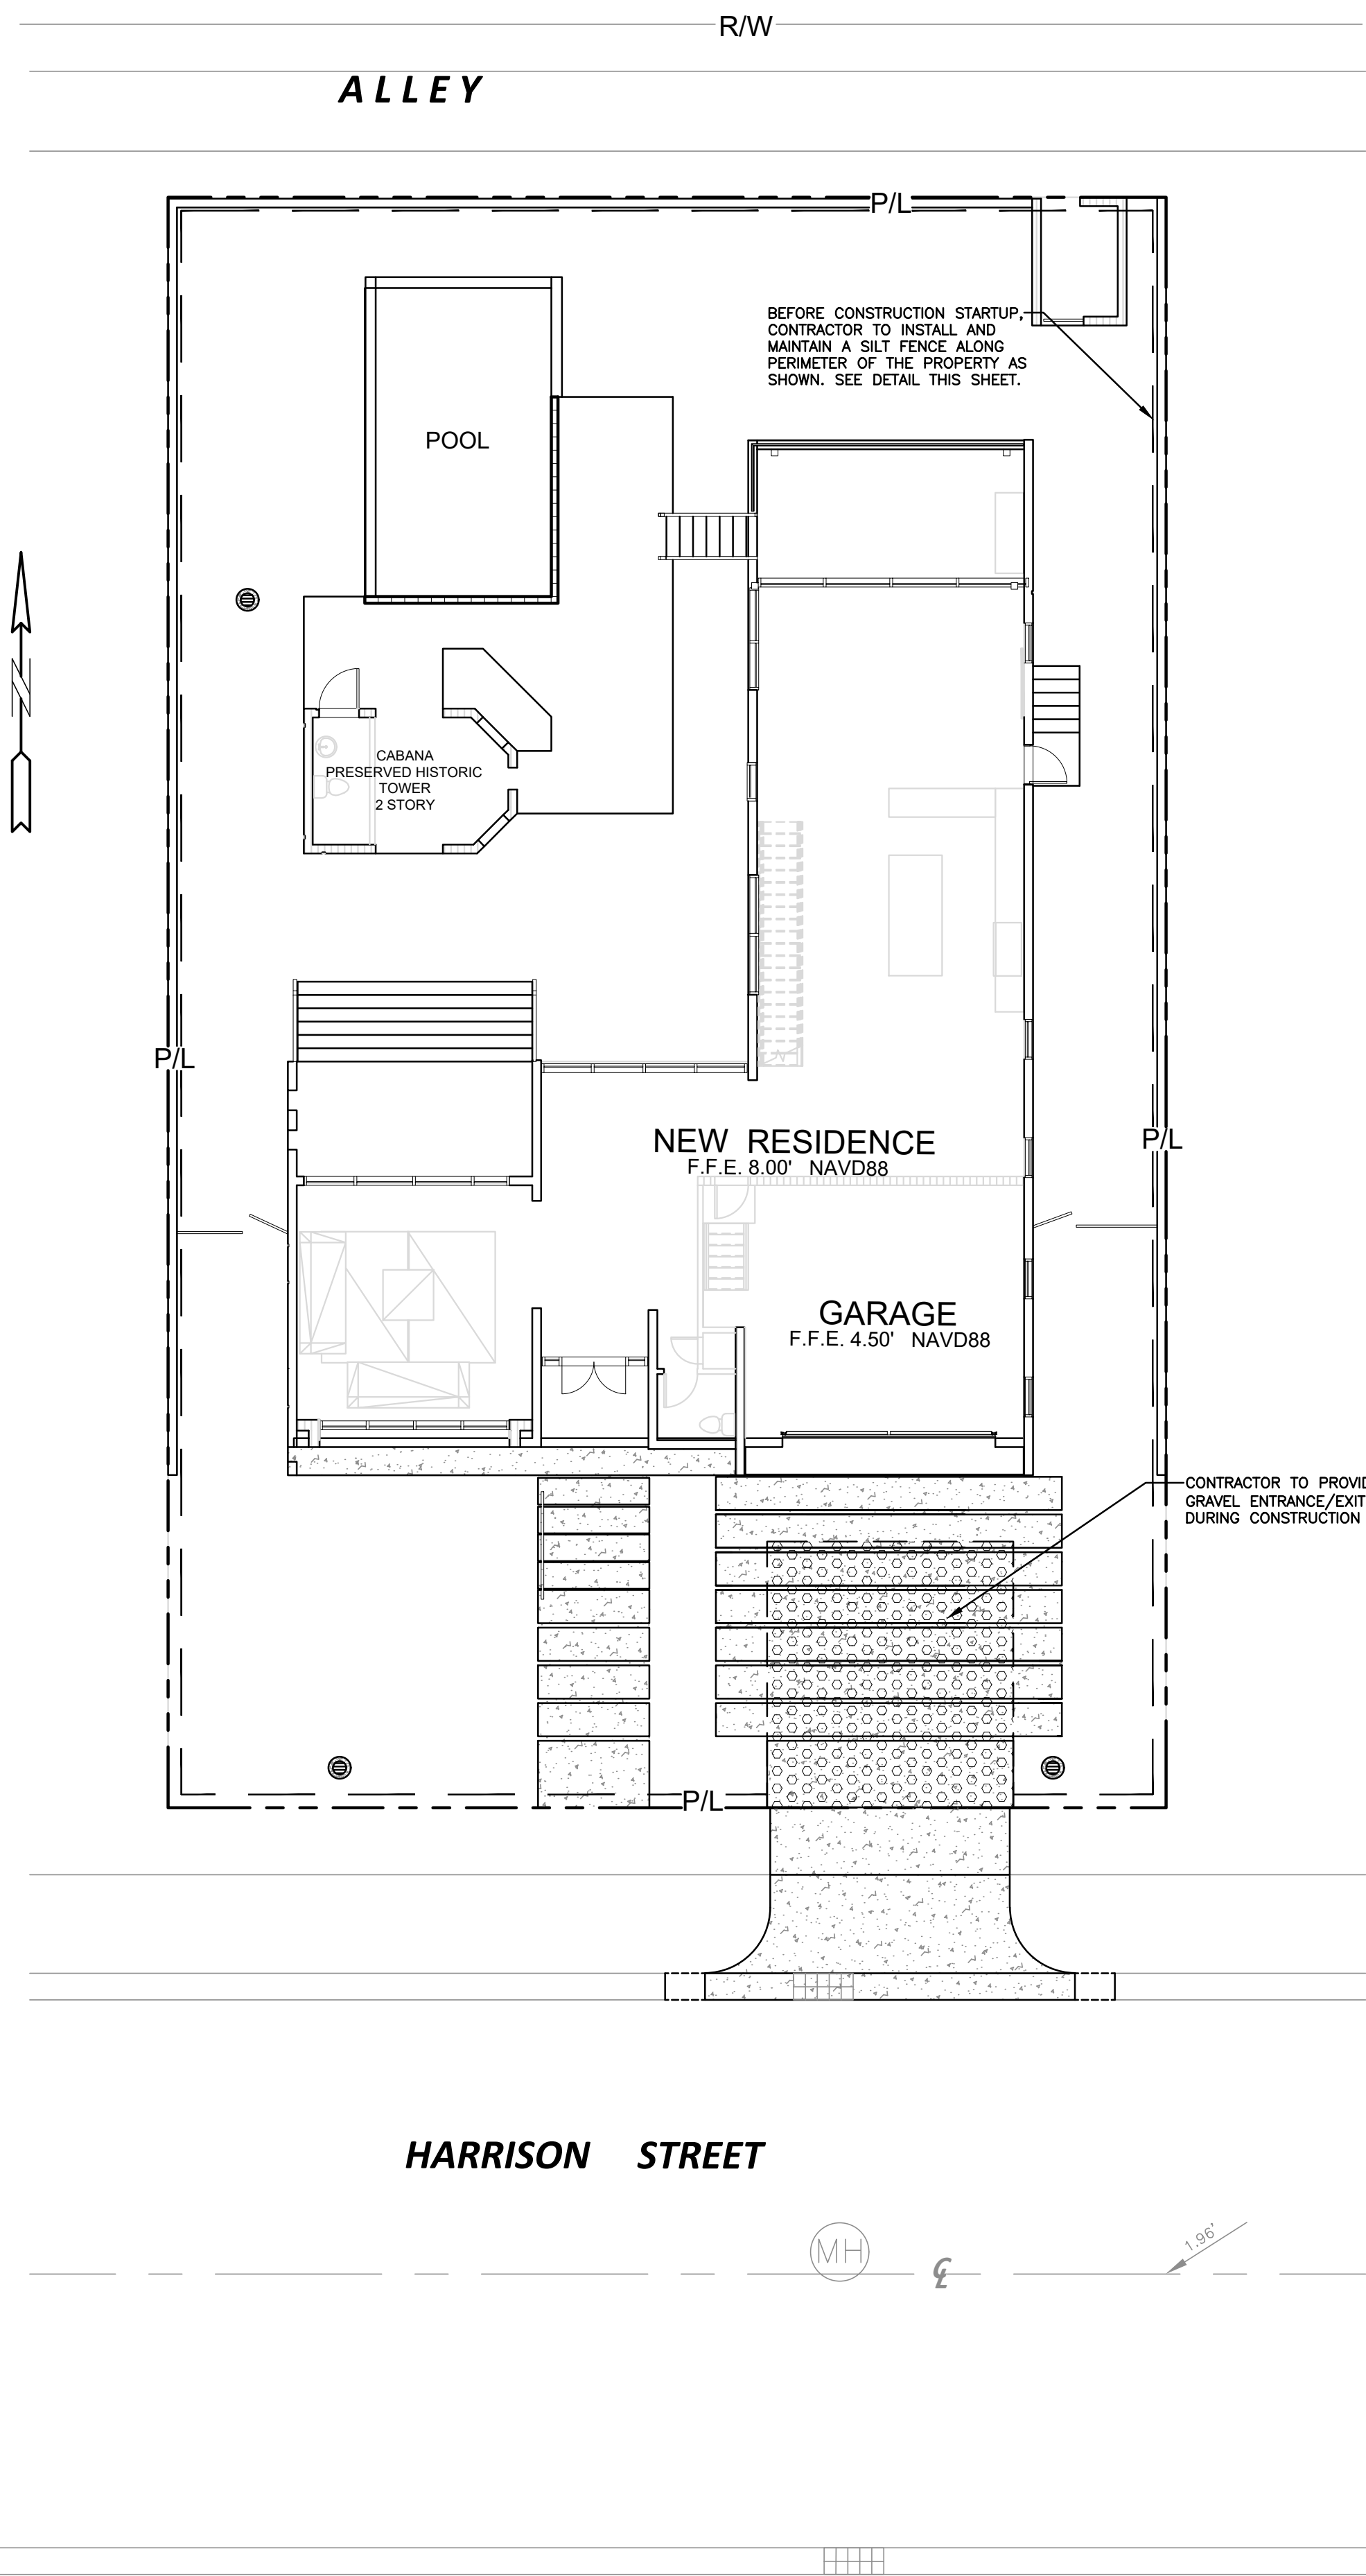 R/W
ALLEY
P/L
BEFORE CONSTRUCTION STARTUP,
CONTRACTOR TO INSTALL AND
MAINTAIN A SILT FENCE ALONG
PERIMETER OF THE PROPERTY AS
SHOWN. SEE DETAIL THIS SHEET.
POOL
N
CABANA
PRESERVED HISTORIC
TOWER
2 STORY
P/L
P/L
NEW RESIDENCE
F.F.E. 8.00' NAVD88
GARAGE
F.F.E. 4.50' NAVD88
CONTRACTOR TO PROVID
GRAVEL ENTRANCE/EXIT
DURING CONSTRUCTION
P/L
HARRISON STREET
MH
1.96'